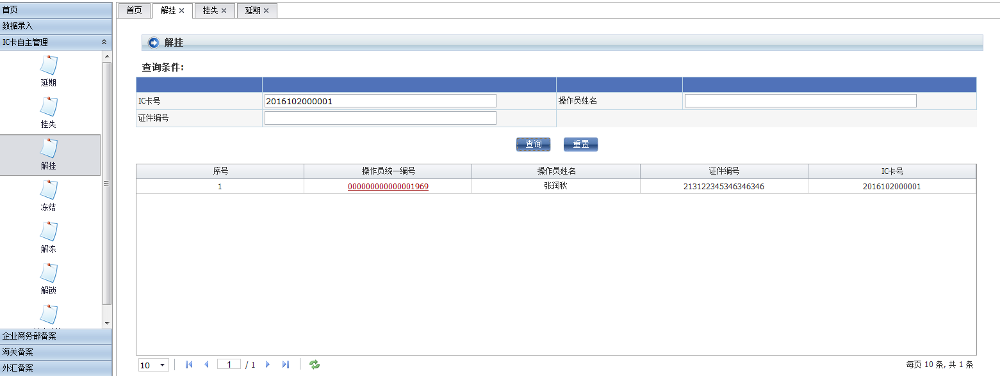 首页
数据录入
IC卡自主管理
延期
挂失
解挂
冻结
解冻
解锁
企业商务部备案
海关备案
外汇备案
首页 解挂 挂失 延期
解挂
查询条件:
IC卡号 2016102000001 操作员姓名
证件编号
查询 重置
序号 操作员统一编号 操作员姓名 证件编号 IC卡号
1 000000000000001969 张润秋 213122345346346346 2016102000001
10 1 / 1 每页 10 条, 共 1 条